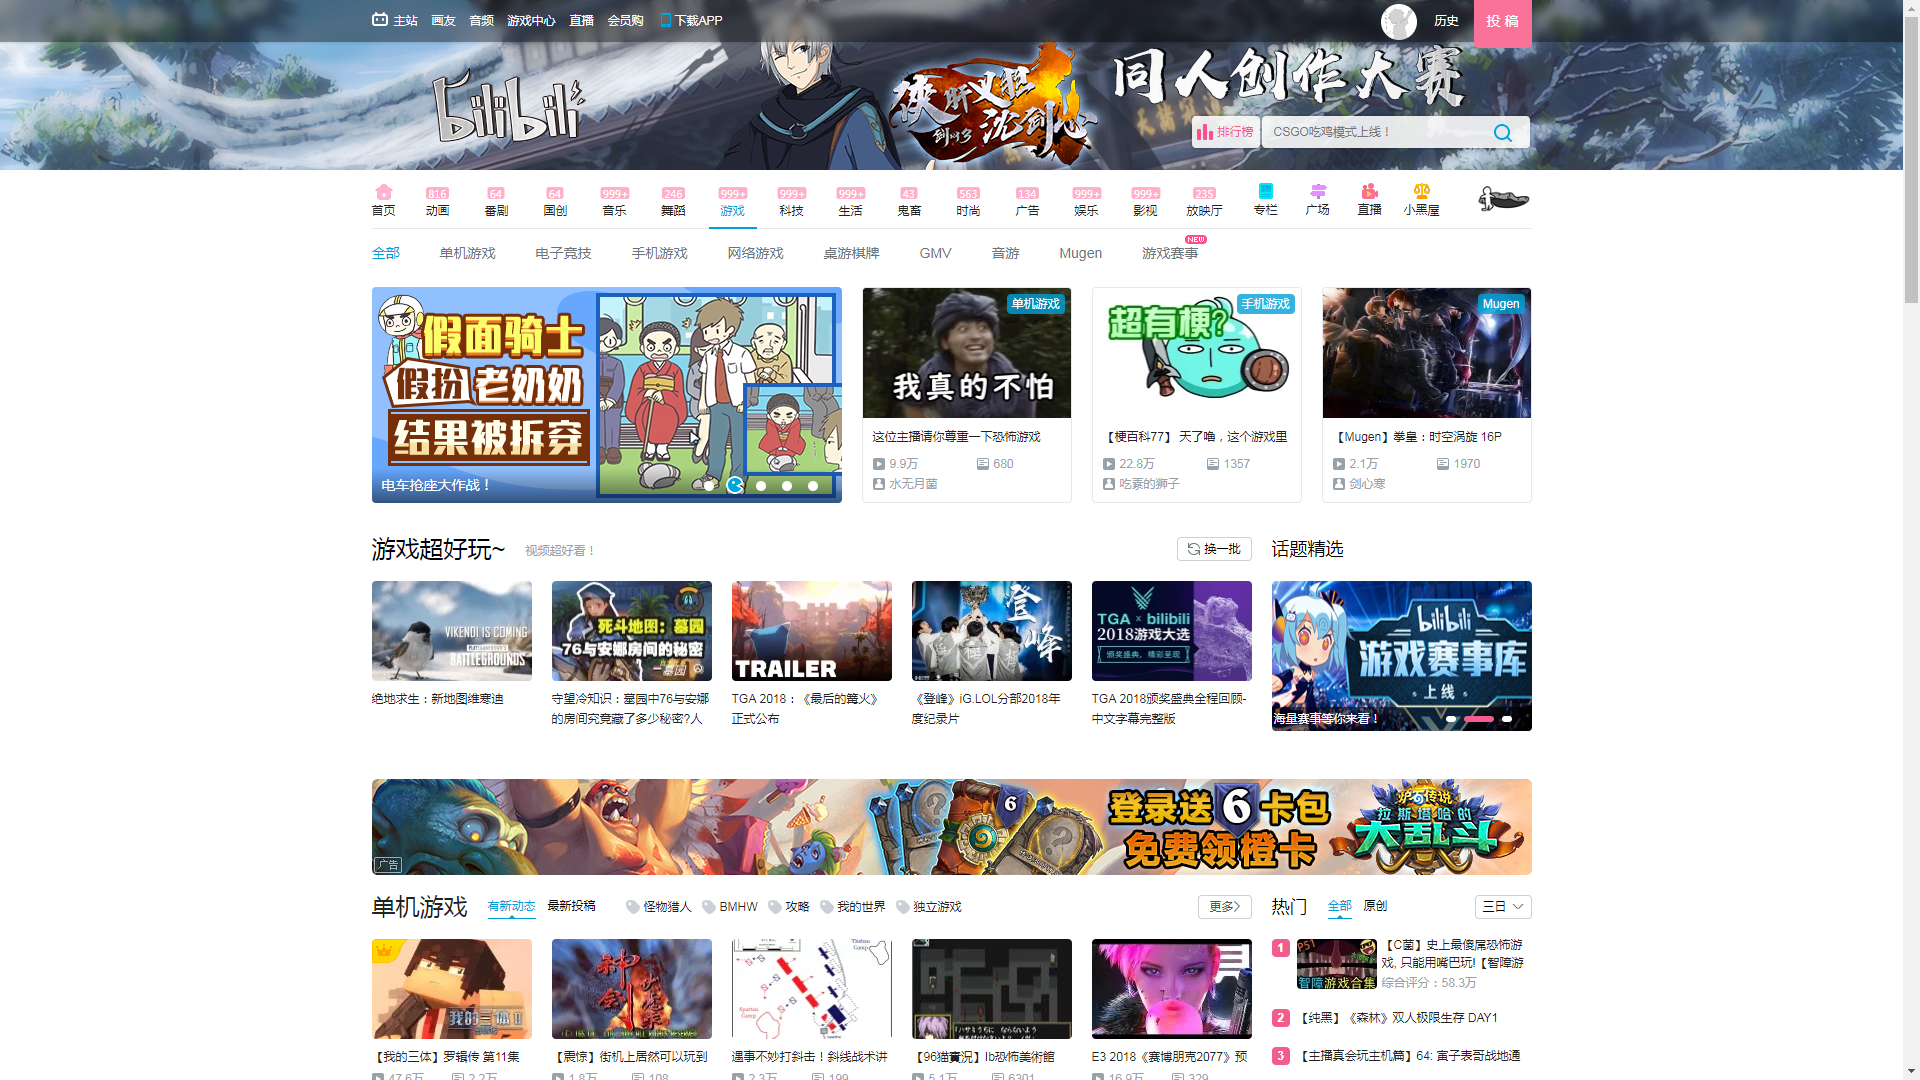 主站 画友 音频 游戏中心 直播 会员购 下载APP
历史 投 稿
bilibili
侠肝义胆沈剑心
剑网3
同人创作大赛
排行榜 CSGO吃鸡模式上线！
816 64 64 999+ 246 999+ 999+ 999+ 43 563 134 999+ 999+ 235
首页 动画 番剧 国创 音乐 舞蹈 游戏 科技 生活 鬼畜 时尚 广告 娱乐 影视 放映厅 专栏 广场 直播 小黑屋
NEW
全部 单机游戏 电子竞技 手机游戏 网络游戏 桌游棋牌 GMV 音游 Mugen 游戏赛事
假面骑士
假扮老奶奶
结果被拆穿
电车抢座大作战！
单机游戏
我真的不怕
这位主播请你尊重一下恐怖游戏
9.9万 680
水无月菌
手机游戏
超有梗?
【梗百科77】 天了噜，这个游戏里
22.8万 1357
吃素的狮子
Mugen
【Mugen】拳皇：时空涡旋 16P
2.1万 1970
剑心寒
游戏超好玩~ 视频超好看！ 换一批 话题精选
VIKENDI IS COMING
BATTLEGROUNDS
绝地求生：新地图维寒迪
死斗地图：墓园
76与安娜房间的秘密
墓园
守望冷知识：墓园中76与安娜
的房间究竟藏了多少秘密?人
TRAILER
TGA 2018：《最后的篝火》
正式公布
登峰
《登峰》iG.LOL分部2018年
度纪录片
TGA × bilibili
2018游戏大选
颁奖盛典，精彩呈现
TGA 2018颁奖盛典全程回顾-
中文字幕完整版
bilibili
游戏赛事库
上线
海星赛事等你来看！
登录送6卡包
免费领橙卡
6
炉石传说
拉斯塔哈的
大乱斗
广告
单机游戏 有新动态 最新投稿 怪物猎人 BMHW 攻略 我的世界 独立游戏 更多 热门 全部 原创 三日
我的三体 II
【我的三体】罗辑传 第11集
47.6万 2.2万
【震惊】街机上居然可以玩到
1.8万 108
Theban Camp
Spartan Camp
遇事不妙打斜击！斜线战术讲
2.3万 199
【96猫實況】Ib恐怖美術館
5.1万 6301
E3 2018《赛博朋克2077》预
16.9万 329
1
P51
智障游戏合集
【C菌】史上最傻屌恐怖游
戏, 只能用嘴巴玩!【智障游
综合评分：58.3万
2 【纯黑】《森林》双人极限生存 DAY1
3 【主播真会玩主机篇】64: 寅子表哥战地通